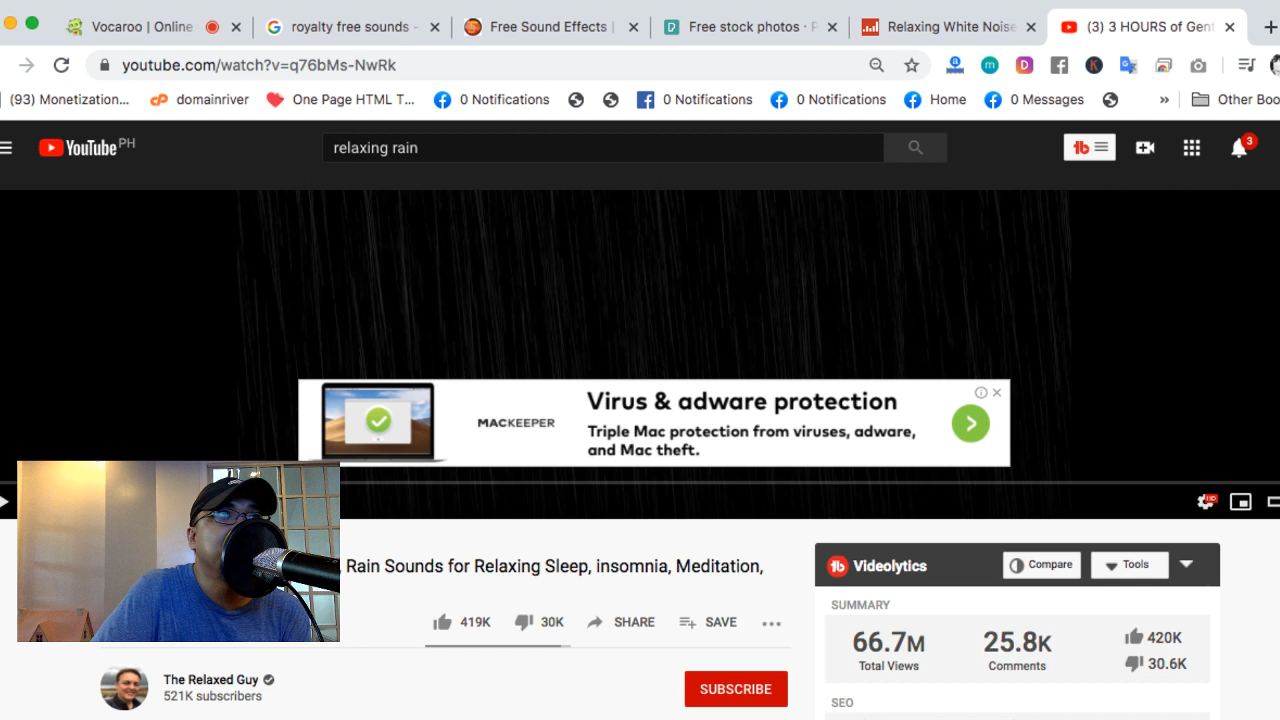 Vocaroo | Online
royalty free sounds -
Free Sound Effects |
Free stock photos · P
Relaxing White Noise
(3) 3 HOURS of Gent
youtube.com/watch?v=q76bMs-NwRk
(93) Monetization...
domainriver
One Page HTML T...
0 Notifications
0 Notifications
0 Notifications
Home
0 Messages
»
Other Boo
YouTube PH
relaxing rain
3
Virus & adware protection
MACKEEPER
Triple Mac protection from viruses, adware,
and Mac theft.
HD
, Rain Sounds for Relaxing Sleep, insomnia, Meditation,
419K
30K
SHARE
SAVE
The Relaxed Guy
521K subscribers
SUBSCRIBE
Videolytics
Compare
Tools
SUMMARY
66.7M
Total Views
25.8K
Comments
420K
30.6K
SEO